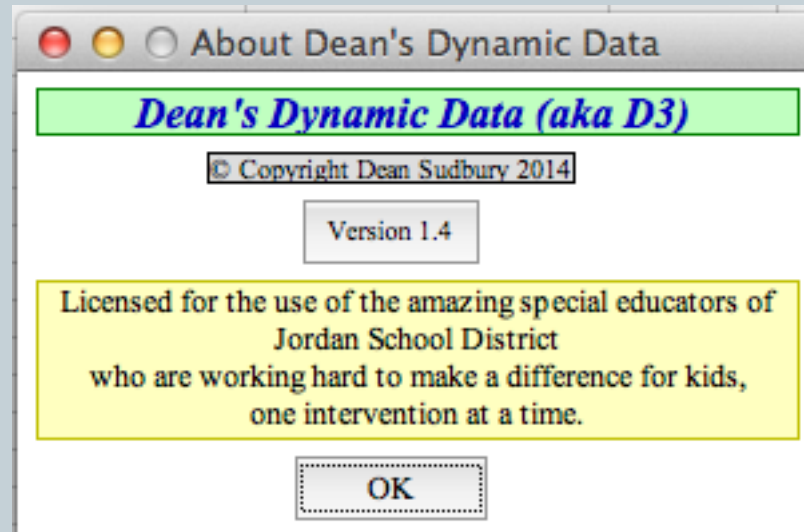 About Dean's Dynamic Data
Dean's Dynamic Data (aka D3)
© Copyright Dean Sudbury 2014
Version 1.4
Licensed for the use of the amazing special educators of
Jordan School District
who are working hard to make a difference for kids,
one intervention at a time.
OK